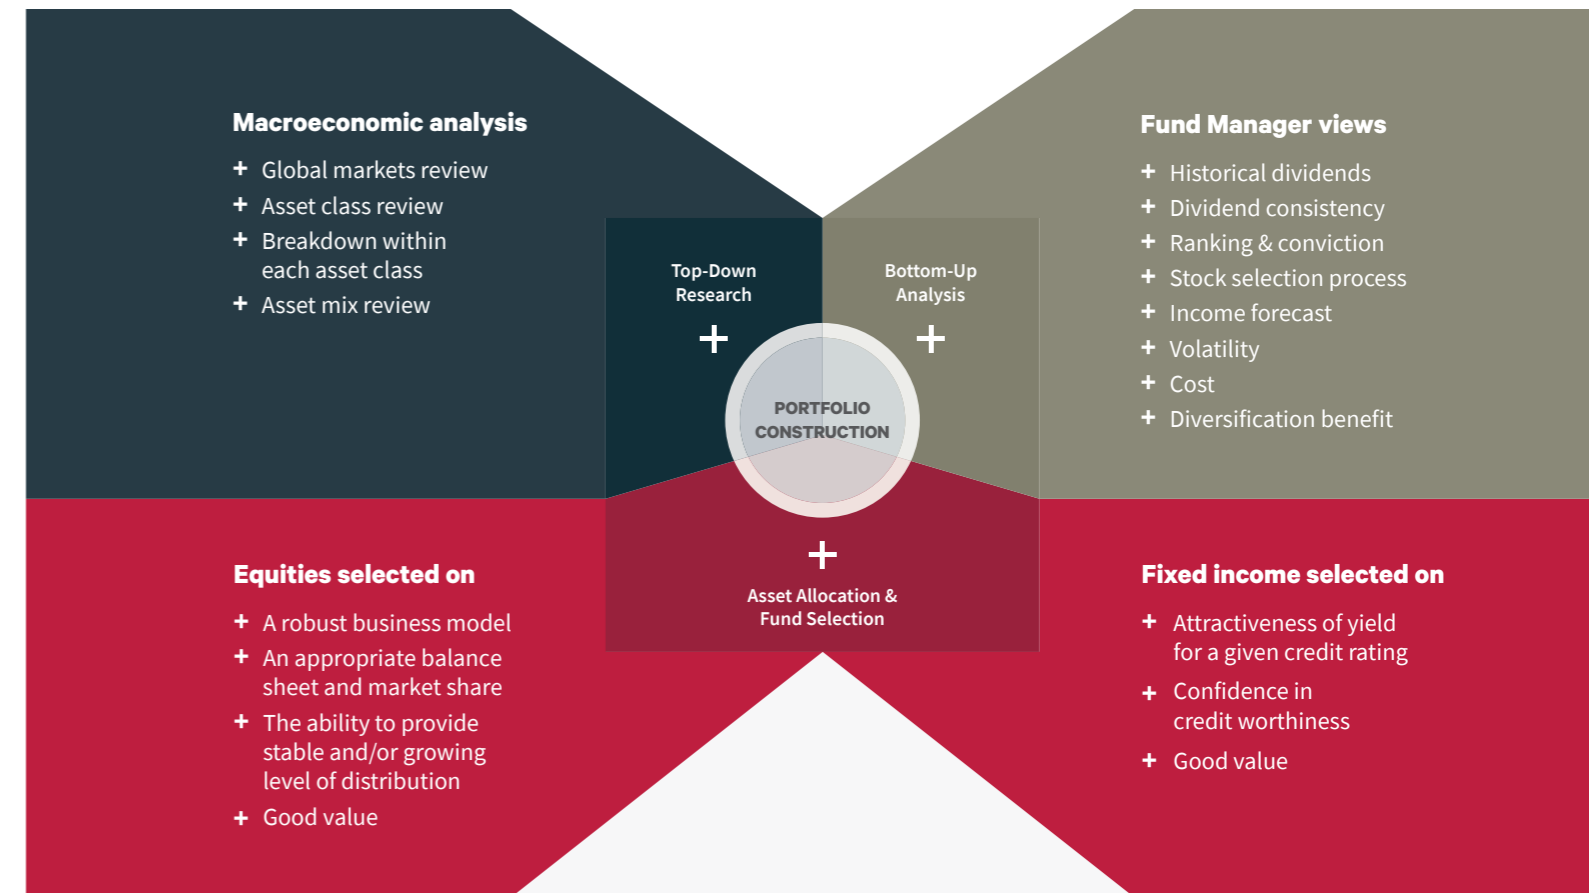 Macroeconomic analysis
+ Global markets review
+ Asset class review
+ Breakdown within
each asset class
+ Asset mix review
Fund Manager views
+ Historical dividends
+ Dividend consistency
+ Ranking & conviction
+ Stock selection process
+ Income forecast
+ Volatility
+ Cost
+ Diversification benefit
Top-Down
Research
+
Bottom-Up
Analysis
+
PORTFOLIO
CONSTRUCTION
+
Asset Allocation &
Fund Selection
Equities selected on
+ A robust business model
+ An appropriate balance
sheet and market share
+ The ability to provide
stable and/or growing
level of distribution
+ Good value
Fixed income selected on
+ Attractiveness of yield
for a given credit rating
+ Confidence in
credit worthiness
+ Good value